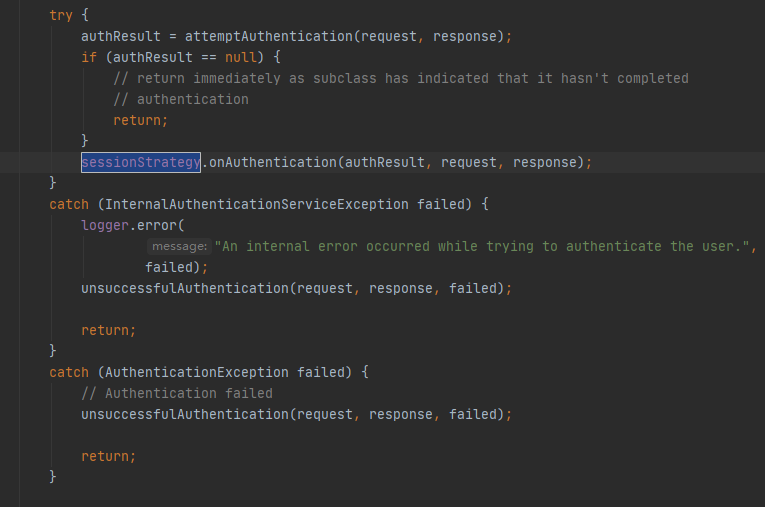 try {
authResult = attemptAuthentication(request, response);
if (authResult == null) {
// return immediately as subclass has indicated that it hasn't completed
// authentication
return;
}
sessionStrategy.onAuthentication(authResult, request, response);
}
catch (InternalAuthenticationServiceException failed) {
logger.error(
message: "An internal error occurred while trying to authenticate the user.",
failed);
unsuccessfulAuthentication(request, response, failed);
return;
}
catch (AuthenticationException failed) {
// Authentication failed
unsuccessfulAuthentication(request, response, failed);
return;
}